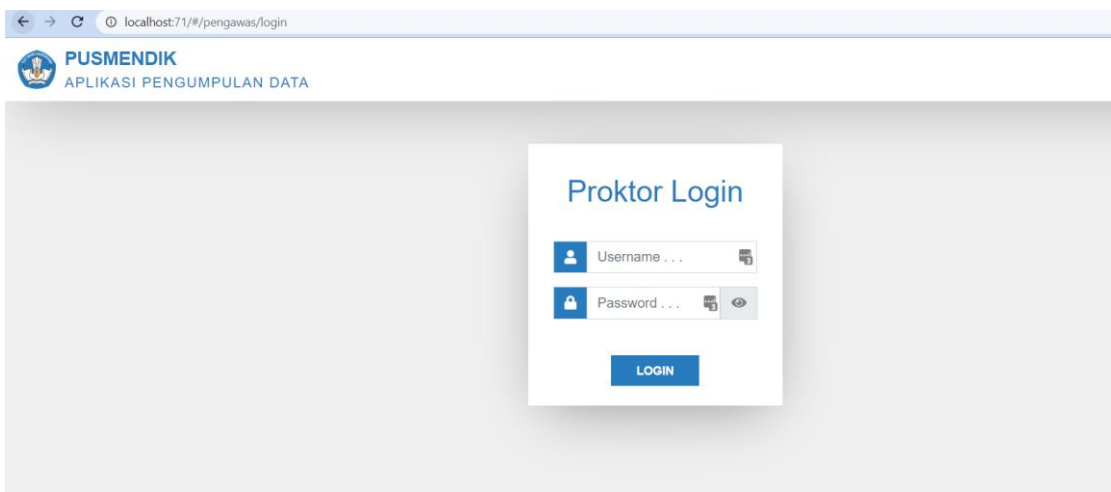 localhost:71/#/pengawas/login
PUSMENDIK
APLIKASI PENGUMPULAN DATA
Proktor Login
Username . . .
Password . . .
LOGIN